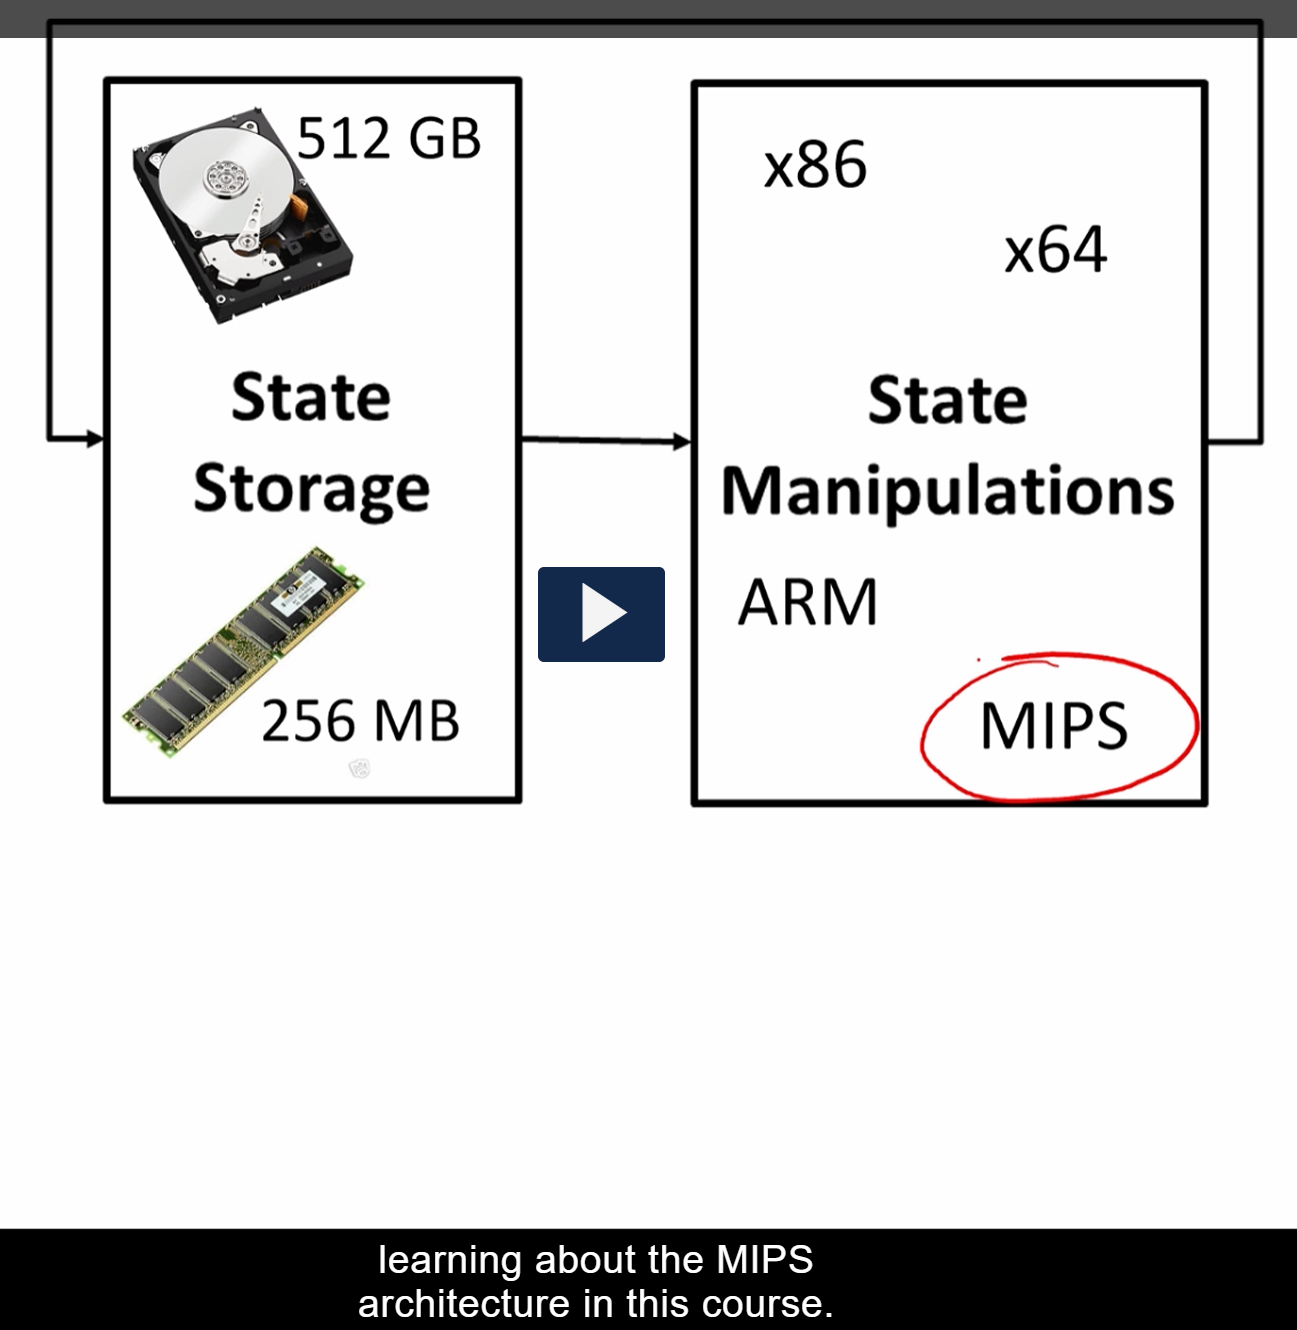 512 GB
State
Storage
256 MB
x86
x64
State
Manipulations
ARM
MIPS
learning about the MIPS
architecture in this course.